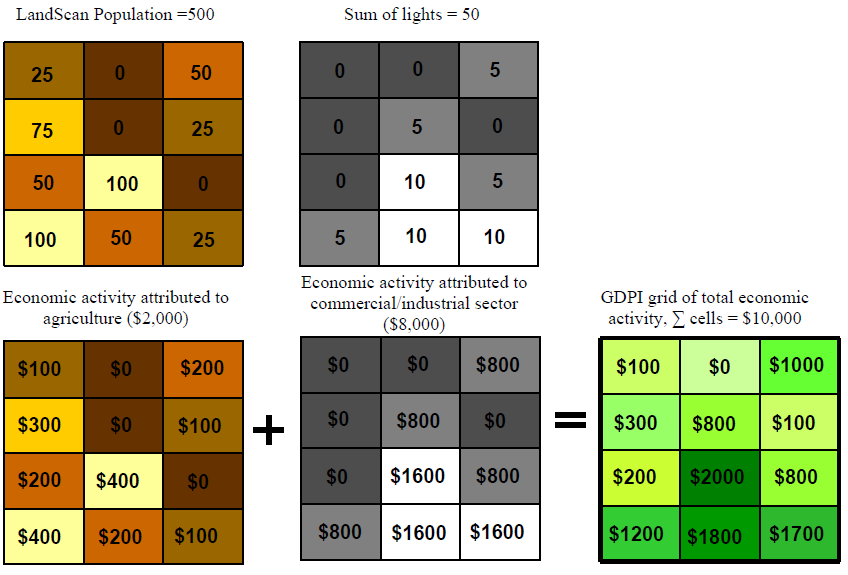 LandScan Population =500
Sum of lights = 50
25 0 50
75 0 25
50 100 0
100 50 25
0 0 5
0 5 0
0 10 5
5 10 10
Economic activity attributed to
agriculture ($2,000)
Economic activity attributed to
commercial/industrial sector
($8,000)
GDPI grid of total economic
activity, ∑ cells = $10,000
$100 $0 $200
$300 $0 $100
$200 $400 $0
$400 $200 $100
+
$0 $0 $800
$0 $800 $0
$0 $1600 $800
$800 $1600 $1600
=
$100 $0 $1000
$300 $800 $100
$200 $2000 $800
$1200 $1800 $1700